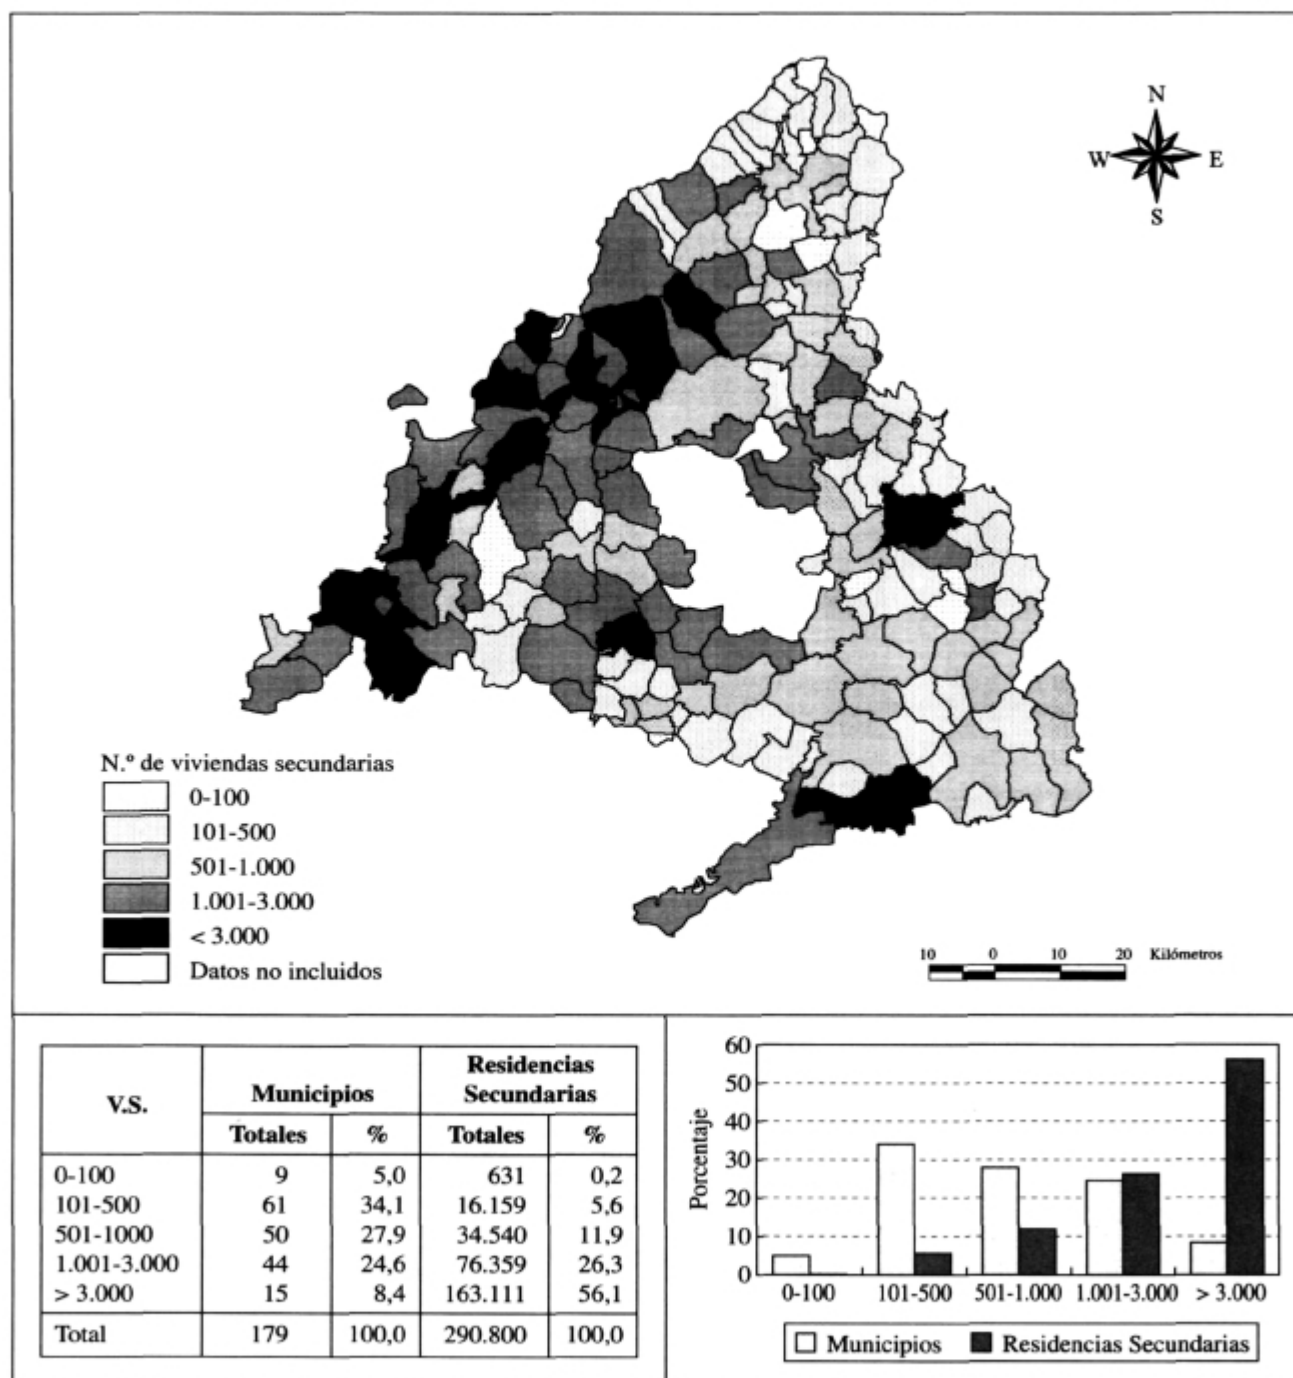 N
W E
S
N.º de viviendas secundarias
0-100
101-500
501-1.000
1.001-3.000
< 3.000
Datos no incluidos
10 0 10 20 Kilómetros
V.S. Municipios Residencias Secundarias
Totales % Totales %
0-100 9 5,0 631 0,2
101-500 61 34,1 16.159 5,6
501-1000 50 27,9 34.540 11,9
1.001-3.000 44 24,6 76.359 26,3
> 3.000 15 8,4 163.111 56,1
Total 179 100,0 290.800 100,0
Porcentaje
60
50
40
30
20
10
0
0-100 101-500 501-1.000 1.001-3.000 > 3.000
Municipios Residencias Secundarias